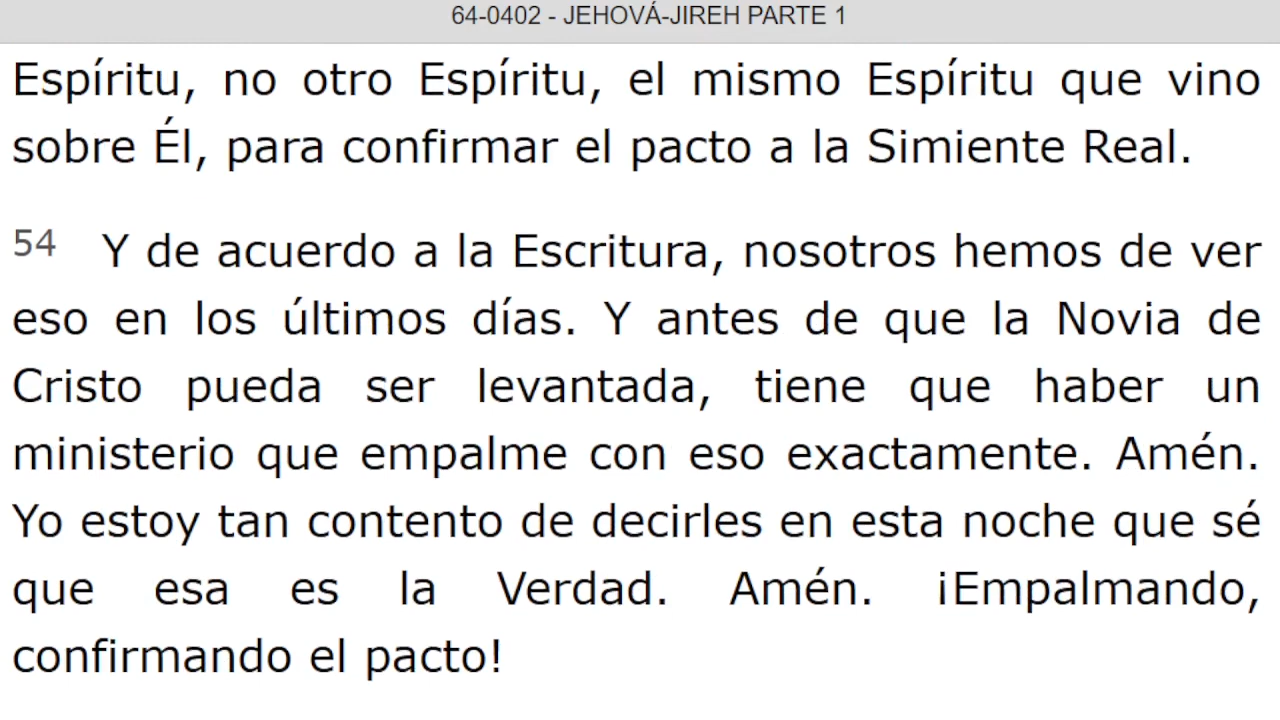 64-0402 - JEHOVÁ-JIREH PARTE 1
Espíritu, no otro Espíritu, el mismo Espíritu que vino
sobre Él, para confirmar el pacto a la Simiente Real.
54 Y de acuerdo a la Escritura, nosotros hemos de ver
eso en los últimos días. Y antes de que la Novia de
Cristo pueda ser levantada, tiene que haber un
ministerio que empalme con eso exactamente. Amén.
Yo estoy tan contento de decirles en esta noche que sé
que esa es la Verdad. Amén. ¡Empalmando,
confirmando el pacto!